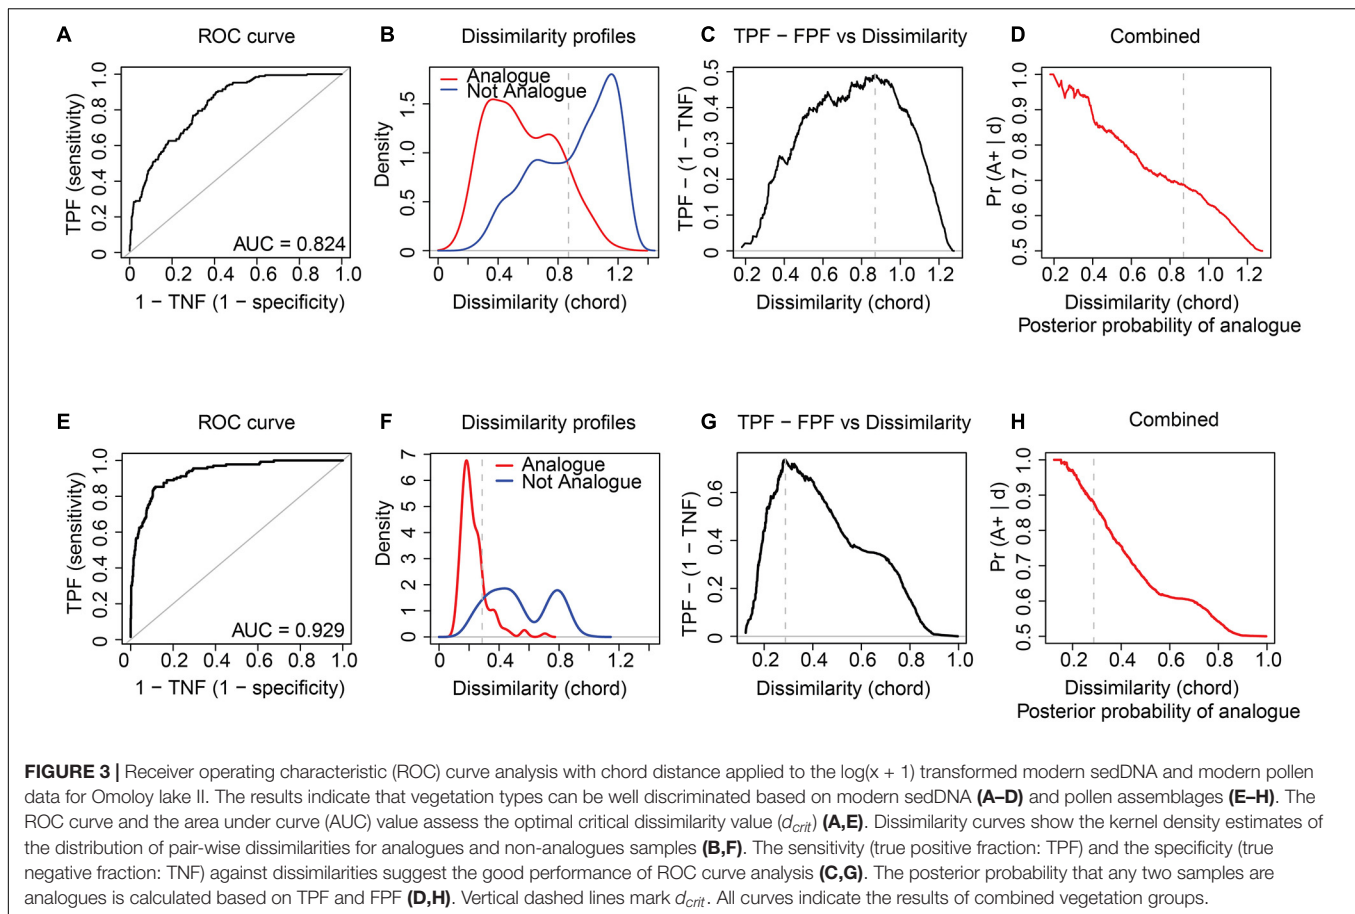 A ROC curve
TPF (sensitivity)
0.0 0.2 0.4 0.6 0.8 1.0
AUC = 0.824
0 0.2 0.4 0.6 0.8 1.0
1 − TNF (1 − specificity)
B Dissimilarity profiles
Analogue
Not Analogue
Density
0 0.5 1.0 1.5
0 0.4 0.8 1.2
Dissimilarity (chord)
C TPF − FPF vs Dissimilarity
TPF − (1 − TNF)
0 0.1 0.2 0.3 0.4 0.5
0.2 0.4 0.6 0.8 1.0 1.2
Dissimilarity (chord)
D Combined
Pr (A+ | d)
0.5 0.6 0.7 0.8 0.9 1.0
0.2 0.4 0.6 0.8 1.0 1.2
Dissimilarity (chord)
Posterior probability of analogue
E ROC curve
TPF (sensitivity)
0 0.2 0.4 0.6 0.8 1.0
AUC = 0.929
0 0.2 0.4 0.6 0.8 1.0
1 − TNF (1 − specificity)
F Dissimilarity profiles
Analogue
Not Analogue
Density
0 1 2 3 4 5 6 7
0 0.4 0.8 1.2
Dissimilarity (chord)
G TPF − FPF vs Dissimilarity
TPF − (1 − TNF)
0 0.2 0.4 0.6
0.2 0.4 0.6 0.8 1.0
Dissimilarity (chord)
H Combined
Pr (A+ | d)
0.5 0.6 0.7 0.8 0.9 1.0
0.2 0.4 0.6 0.8 1.0
Dissimilarity (chord)
Posterior probability of analogue
FIGURE 3 | Receiver operating characteristic (ROC) curve analysis with chord distance applied to the log(x + 1) transformed modern sedDNA and modern pollen
data for Omoloy lake II. The results indicate that vegetation types can be well discriminated based on modern sedDNA (A–D) and pollen assemblages (E–H). The
ROC curve and the area under curve (AUC) value assess the optimal critical dissimilarity value (dcrit) (A,E). Dissimilarity curves show the kernel density estimates of
the distribution of pair-wise dissimilarities for analogues and non-analogues samples (B,F). The sensitivity (true positive fraction: TPF) and the specificity (true
negative fraction: TNF) against dissimilarities suggest the good performance of ROC curve analysis (C,G). The posterior probability that any two samples are
analogues is calculated based on TPF and FPF (D,H). Vertical dashed lines mark dcrit. All curves indicate the results of combined vegetation groups.